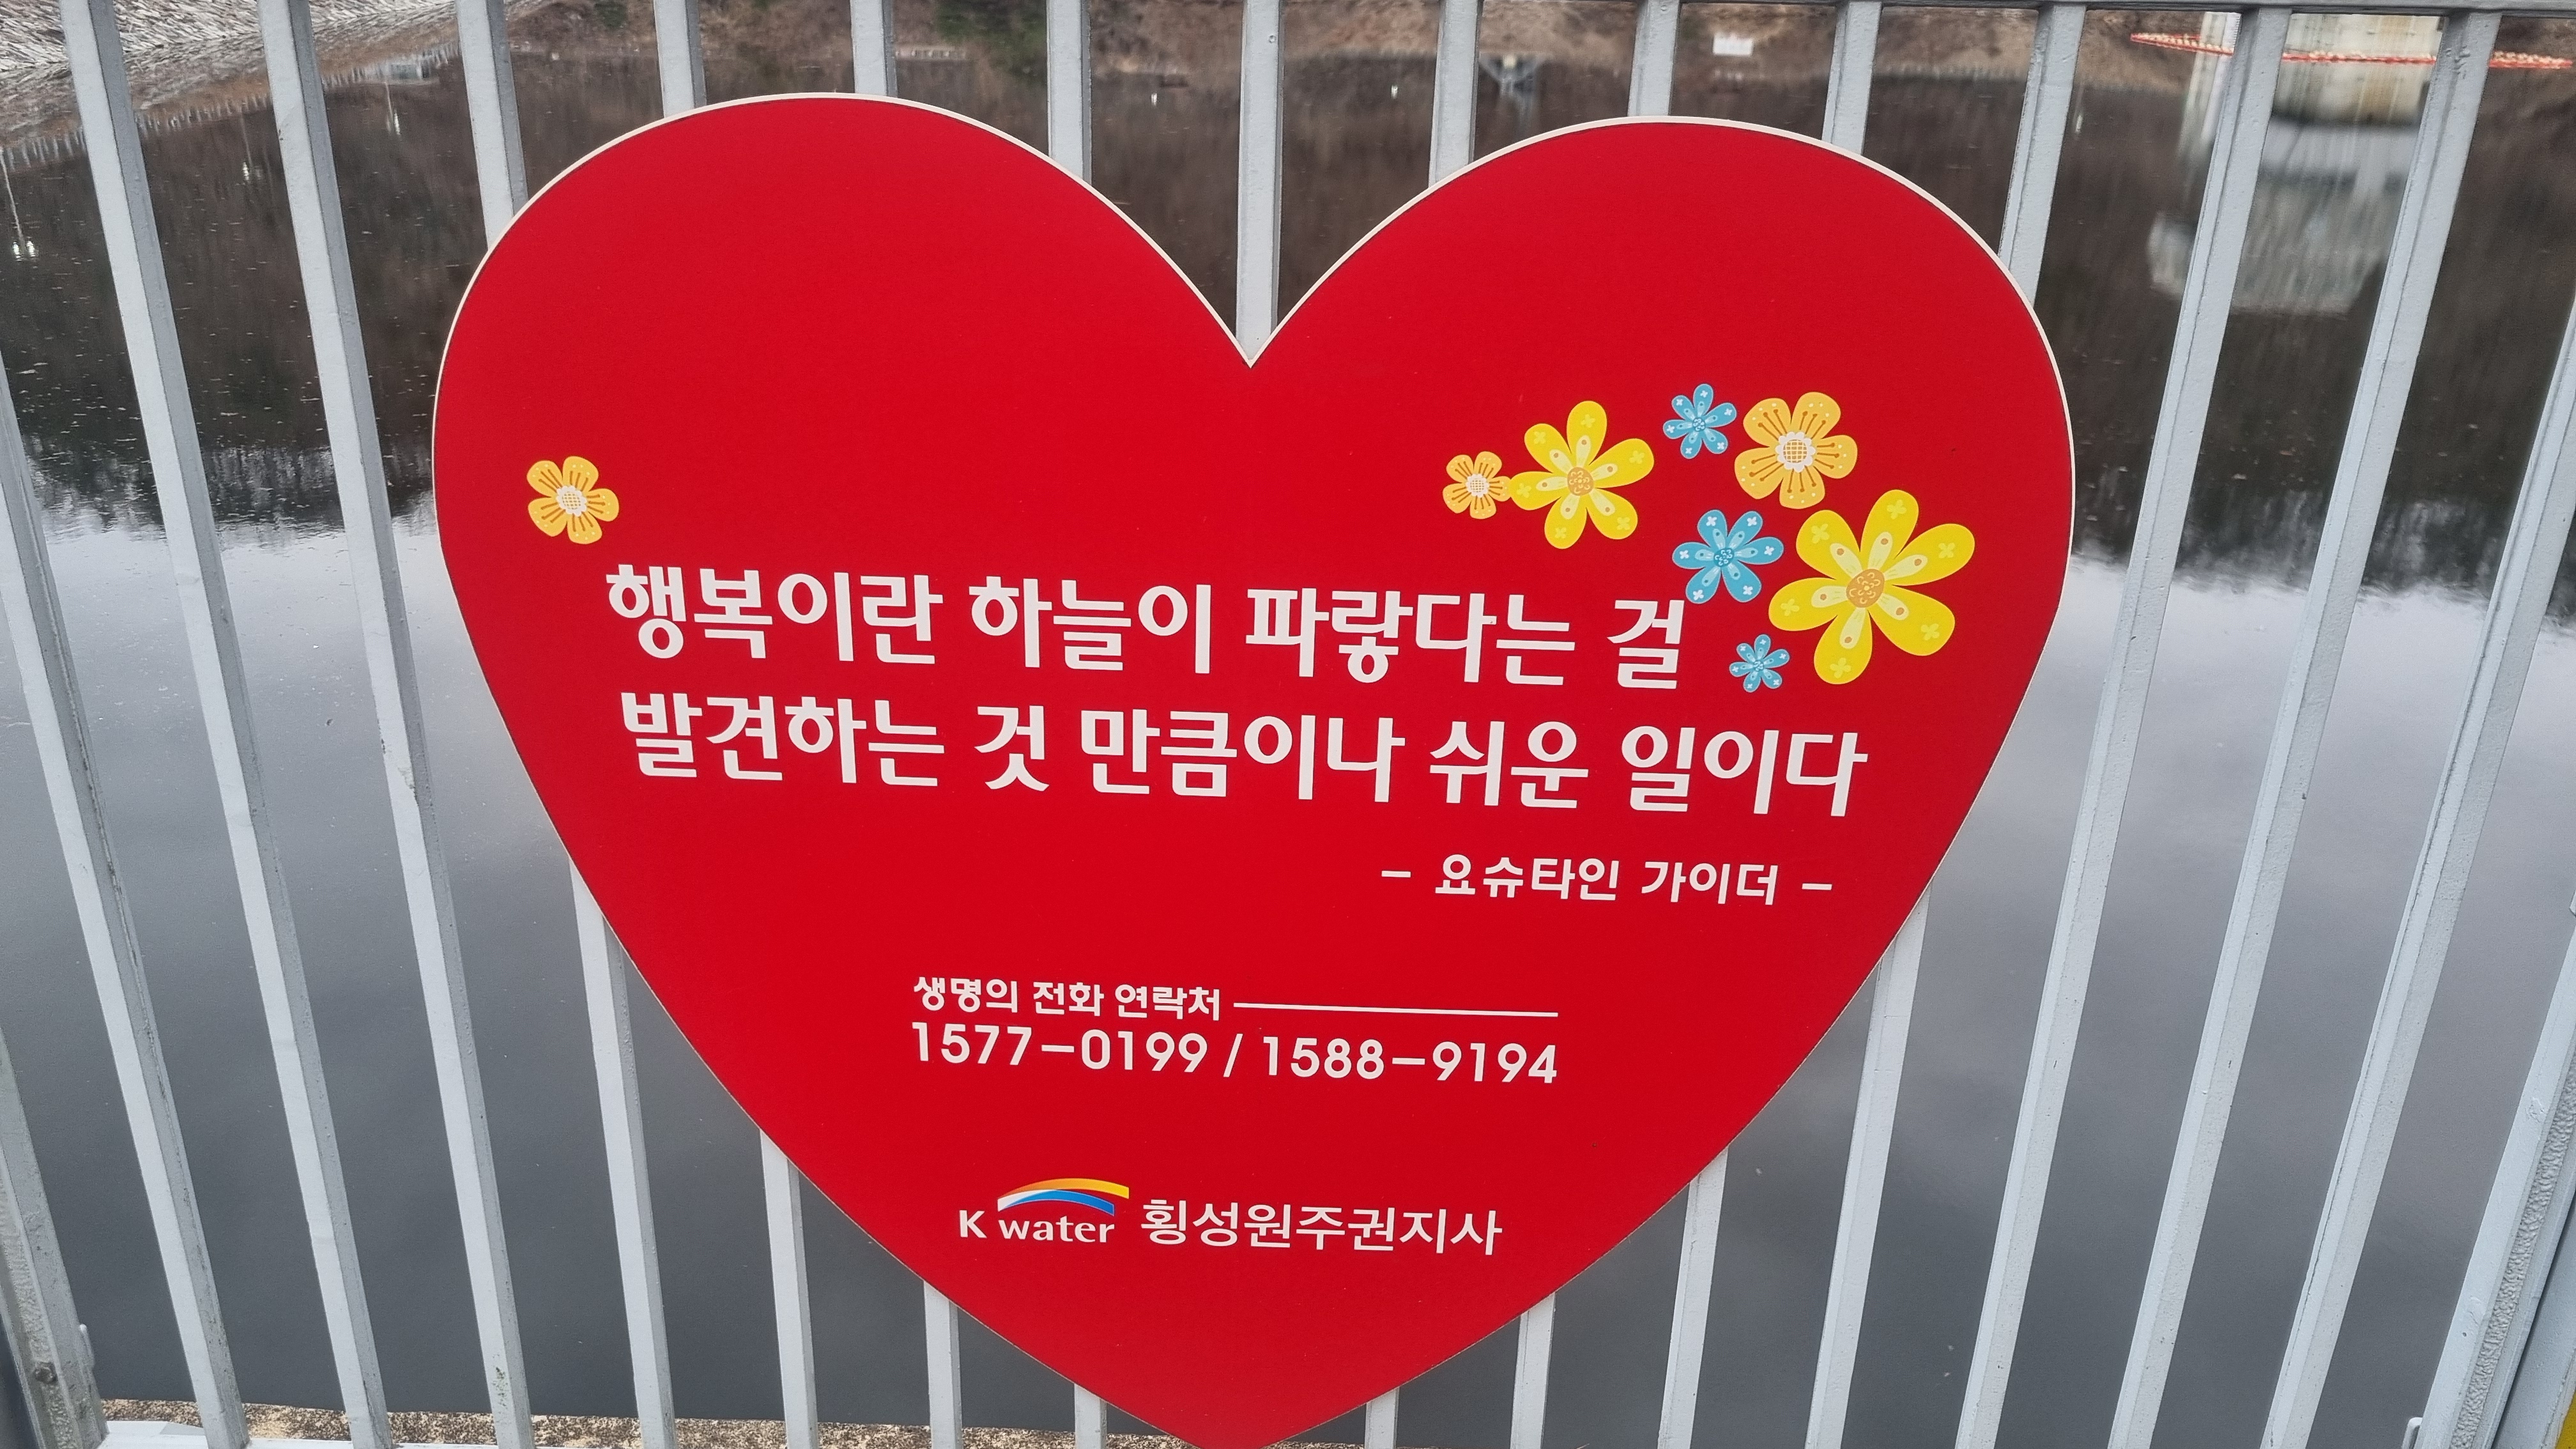 행복이란 하늘이 파랗다는 걸
발견하는 것 만큼이나 쉬운 일이다
- 요슈타인 가이더 -
생명의 전화 연락처
1577-0199 / 1588-9194
K water 횡성원주권지사